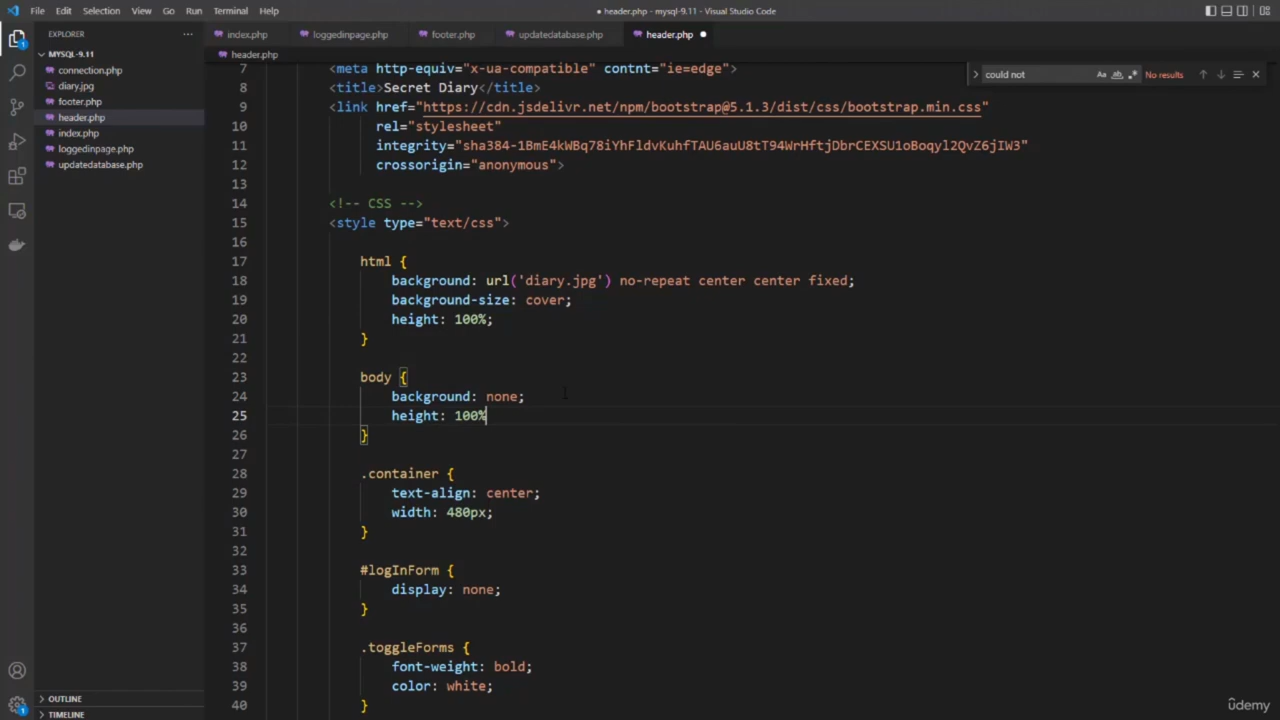 File Edit Selection View Go Run Terminal Help
● header.php - mysql-9.11 - Visual Studio Code
EXPLORER
index.php loggedinpage.php footer.php updatedatabase.php header.php
MYSQL-9.11
header.php
connection.php
diary.jpg
footer.php
header.php
index.php
loggedinpage.php
updatedatabase.php
could not
Aa ab .* No results
7 <meta http-equiv="x-ua-compatible" contnt="ie=edge">
8 <title>Secret Diary</title>
9 <link href="https://cdn.jsdelivr.net/npm/bootstrap@5.1.3/dist/css/bootstrap.min.css"
10 rel="stylesheet"
11 integrity="sha384-1BmE4kWBq78iYhFldvKuhfTAU6auU8tT94WrHftjDbrCEXSU1oBoqyl2QvZ6jIW3"
12 crossorigin="anonymous">
13
14 <!-- CSS -->
15 <style type="text/css">
16
17 html {
18 background: url('diary.jpg') no-repeat center center fixed;
19 background-size: cover;
20 height: 100%;
21 }
22
23 body {
24 background: none;
25 height: 100%
26 }
27
28 .container {
29 text-align: center;
30 width: 480px;
31 }
32
33 #logInForm {
34 display: none;
35 }
36
37 .toggleForms {
38 font-weight: bold;
39 color: white;
40 }
OUTLINE
TIMELINE
ûdemy